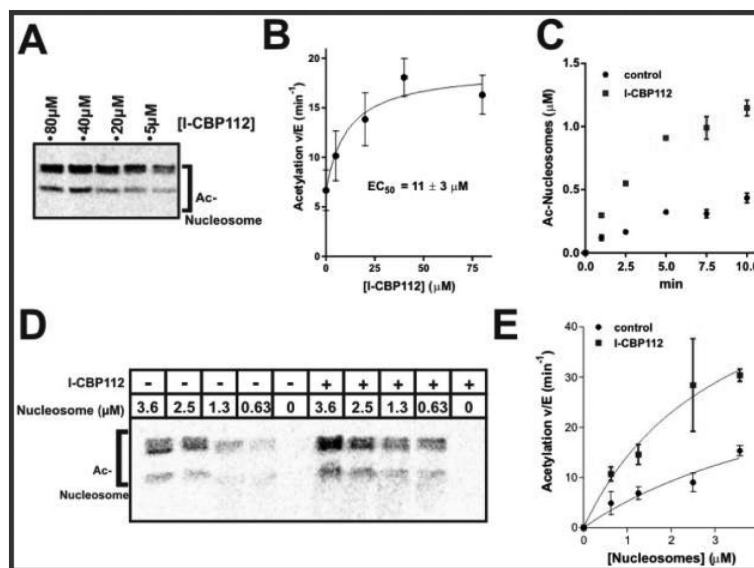 A
•80μM
•40μM
•20μM
•5μM
[I-CBP112]
Ac-
Nucleosome
B
Acetylation v/E (min⁻¹)
20
15
10
5
0
EC₅₀ = 11 ± 3 μM
0 25 50 75
[I-CBP112] (μM)
C
control
I-CBP112
Ac-Nucleosomes (μM)
1.5
1.0
0.5
0.0
0.0 2.5 5.0 7.5 10.0
min
D
I-CBP112 - - - - - + + + + +
Nucleosome (μM) 3.6 2.5 1.3 0.63 0 3.6 2.5 1.3 0.63 0
Ac-
Nucleosome
E
control
I-CBP112
Acetylation v/E (min⁻¹)
40
30
20
10
0
0 1 2 3
[Nucleosomes] (μM)